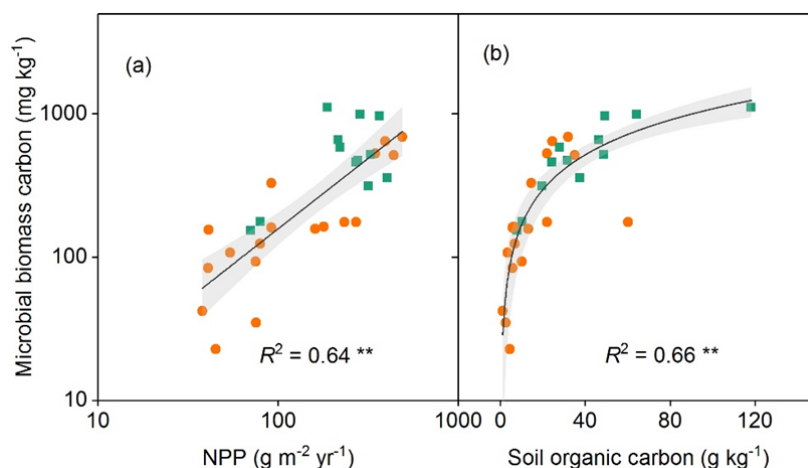 Microbial biomass carbon (mg kg⁻¹)
1000
100
10
(a)
R² = 0.64 **
(b)
R² = 0.66 **
10 100 1000 0 40 80 120
NPP (g m⁻² yr⁻¹) Soil organic carbon (g kg⁻¹)